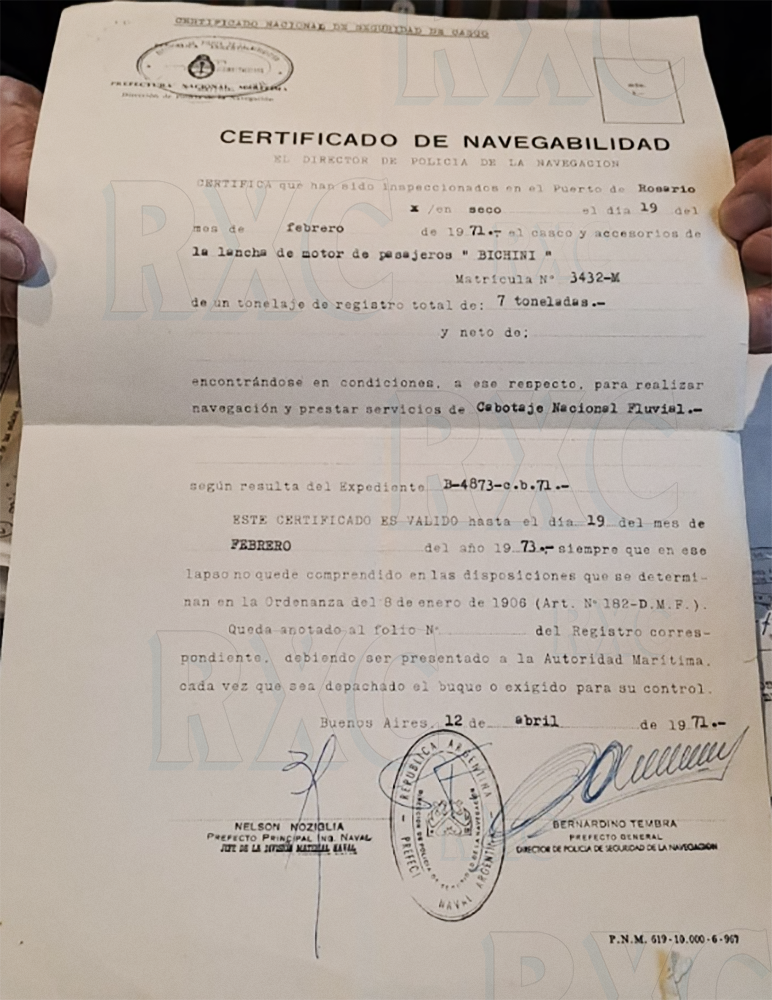 CERTIFICADO NACIONAL DE SEGURIDAD DE CASCO
PREFECTURA NACIONAL MARITIMA
CERTIFICADO DE NAVEGABILIDAD
EL DIRECTOR DE POLICIA DE LA NAVEGACION
CERTIFICA que han sido inspeccionados en el Puerto de Rosario
x /en seco el día 19 del
mes de febrero de 1971.- el casco y accesorios de
la lancha de motor de pasajeros " BICHINI "
Matrícula Nº 3432-M
de un tonelaje de registro total de: 7 toneladas.-
y neto de:
encontrándose en condiciones, a ese respecto, para realizar
navegación y prestar servicios de Cabotaje Nacional Fluvial.-
según resulta del Expediente B-4873-c.b.71.-
ESTE CERTIFICADO ES VALIDO hasta el día 19 del mes de
FEBRERO del año 1973.- siempre que en ese
lapso no quede comprendido en las disposiciones que se determi-
nan en la Ordenanza del 8 de enero de 1906 (Art. Nº 182-D.M.F.).
Queda anotado al folio Nº del Registro corres-
pondiente, debiendo ser presentado a la Autoridad Marítima,
cada vez que sea depachado el buque o exigido para su control.
Buenos Aires, 12 de abril de 1971.-
REPUBLICA ARGENTINA
NAVAL ARGENTIN
NELSON NOZIGLIA
PREFECTO PRINCIPAL ING. NAVAL
JEFE DE LA DIVISIÓN MATERIAL NAVAL
BERNARDINO TEMBRA
PREFECTO GENERAL
DIRECTOR DE POLICIA DE SEGURIDAD DE LA NAVEGACION
P.N.M. 619-10.000-6-967
RXC
RXC
RXC
RXC
RXC
RXC